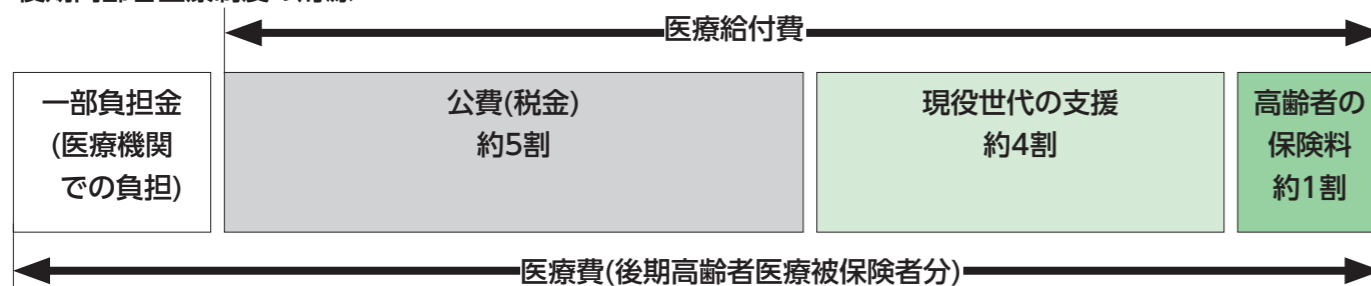 医療給付費
一部負担金
(医療機関
での負担)
公費(税金)
約5割
現役世代の支援
約4割
高齢者の
保険料
約1割
医療費(後期高齢者医療被保険者分)